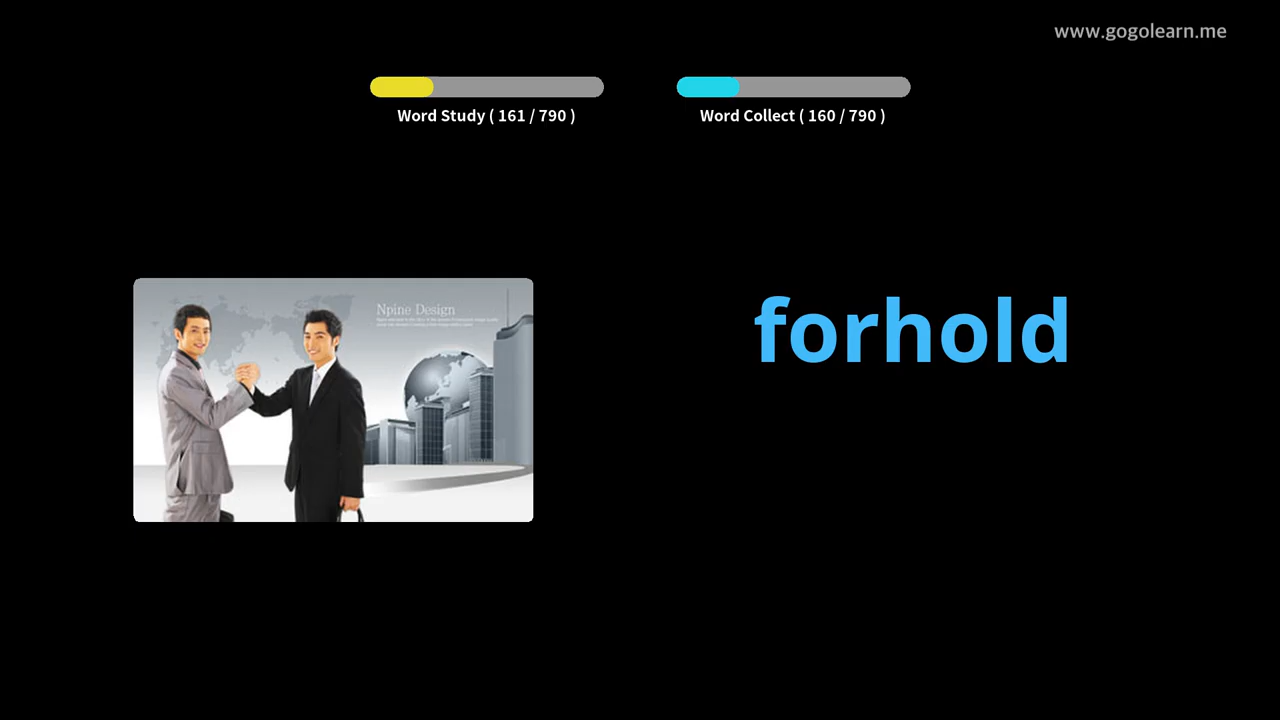 www.gogolearn.me
Word Study ( 161 / 790 )
Word Collect ( 160 / 790 )
Npine Design
forhold